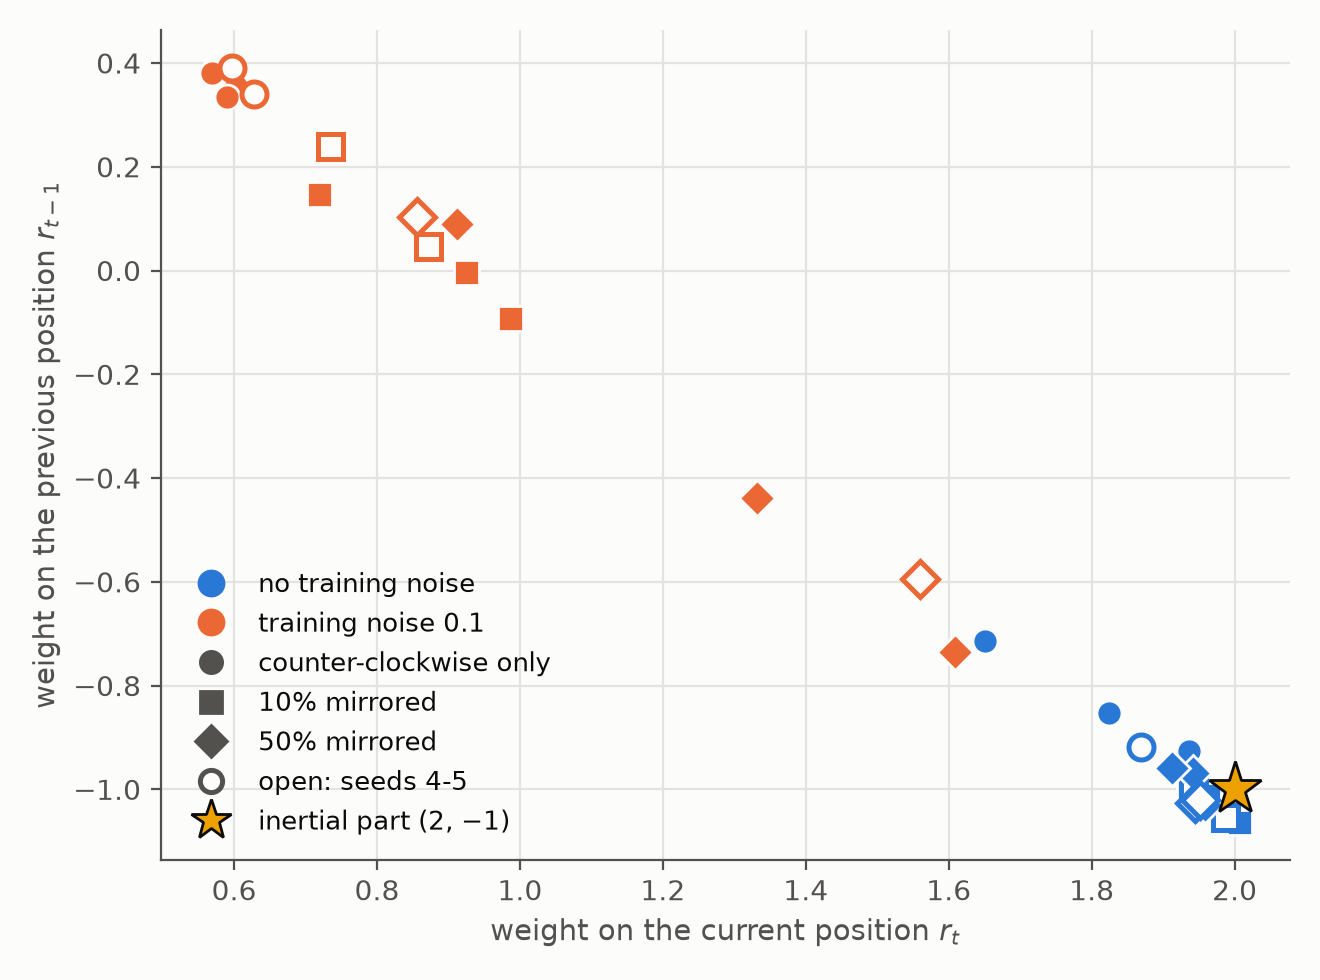 0.4
0.2
0.0
−0.2
−0.4
−0.6
−0.8
−1.0
weight on the previous position r_{t−1}
no training noise
training noise 0.1
counter-clockwise only
10% mirrored
50% mirrored
open: seeds 4-5
inertial part (2, −1)
0.6 0.8 1.0 1.2 1.4 1.6 1.8 2.0
weight on the current position r_t